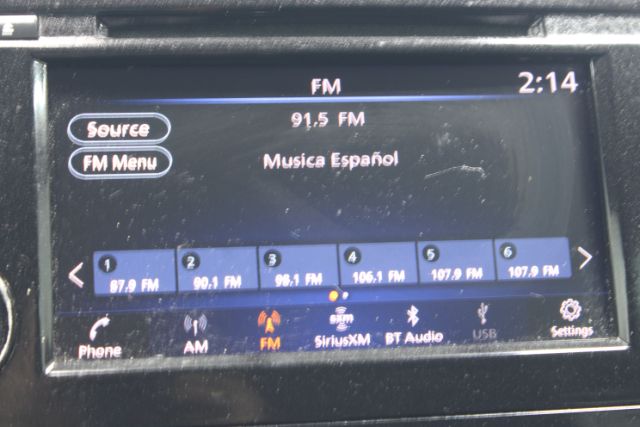 FM 2:14
91.5 FM
Source
FM Menu
Musica Español
1 2 3 4 5 6
87.9 FM 90.1 FM 98.1 FM 106.1 FM 107.9 FM 107.9 FM
sxm
Phone AM FM SiriusXM BT Audio USB Settings